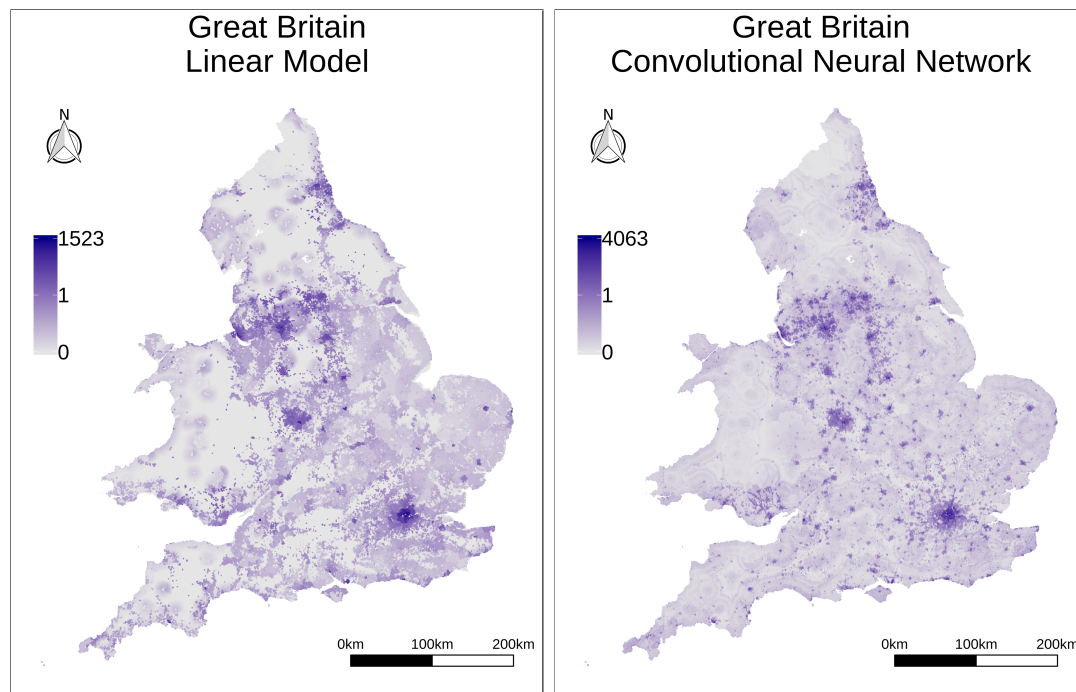 Great Britain
Linear Model
N
1523
1
0
0km 100km 200km
Great Britain
Convolutional Neural Network
N
4063
1
0
0km 100km 200km